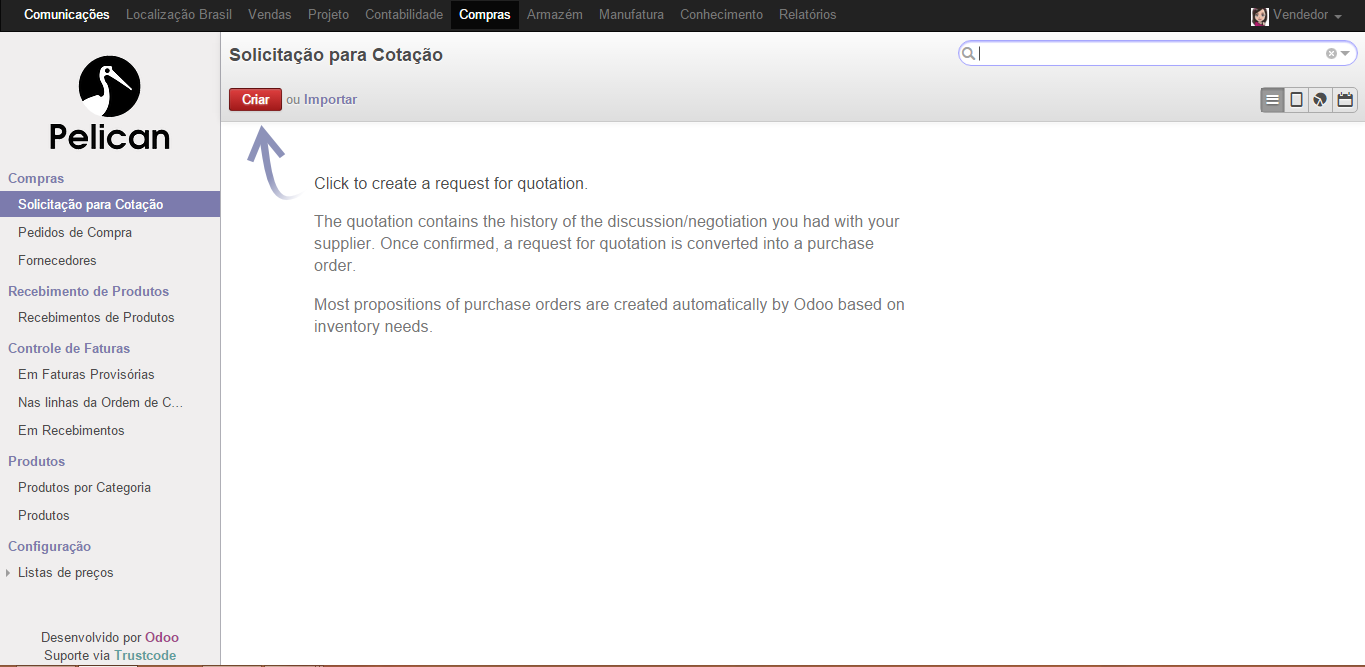 Comunicações Localização Brasil Vendas Projeto Contabilidade Compras Armazém Manufatura Conhecimento Relatórios Vendedor
Pelican
Compras
Solicitação para Cotação
Pedidos de Compra
Fornecedores
Recebimento de Produtos
Recebimentos de Produtos
Controle de Faturas
Em Faturas Provisórias
Nas linhas da Ordem de C...
Em Recebimentos
Produtos
Produtos por Categoria
Produtos
Configuração
Listas de preços
Desenvolvido por Odoo
Suporte via Trustcode
Solicitação para Cotação
Criar ou Importar
Click to create a request for quotation.
The quotation contains the history of the discussion/negotiation you had with your
supplier. Once confirmed, a request for quotation is converted into a purchase
order.
Most propositions of purchase orders are created automatically by Odoo based on
inventory needs.